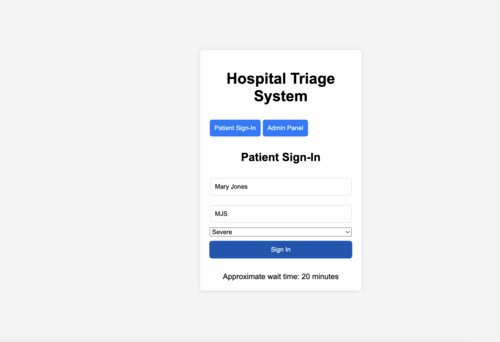 Hospital Triage
System
Patient Sign-In Admin Panel
Patient Sign-In
Mary Jones
MJS
Severe
Sign In
Approximate wait time: 20 minutes